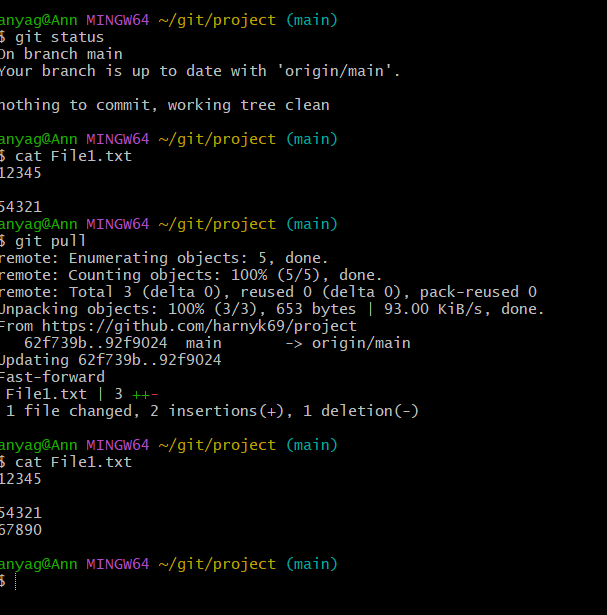 anyag@Ann MINGW64 ~/git/project (main)
$ git status
On branch main
Your branch is up to date with 'origin/main'.

nothing to commit, working tree clean

anyag@Ann MINGW64 ~/git/project (main)
$ cat File1.txt
12345

54321
anyag@Ann MINGW64 ~/git/project (main)
$ git pull
remote: Enumerating objects: 5, done.
remote: Counting objects: 100% (5/5), done.
remote: Total 3 (delta 0), reused 0 (delta 0), pack-reused 0
Unpacking objects: 100% (3/3), 653 bytes | 93.00 KiB/s, done.
From https://github.com/harnyk69/project
   62f739b..92f9024  main       -> origin/main
Updating 62f739b..92f9024
Fast-forward
 File1.txt | 3 ++-
 1 file changed, 2 insertions(+), 1 deletion(-)

anyag@Ann MINGW64 ~/git/project (main)
$ cat File1.txt
12345

54321
67890

anyag@Ann MINGW64 ~/git/project (main)
$